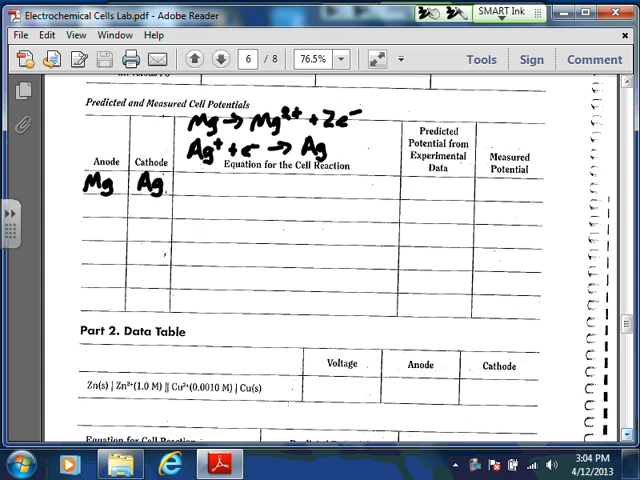 Electrochemical Cells Lab.pdf - Adobe Reader
SMART Ink
File Edit View Window Help
6 / 8 76.5% Tools Sign Comment
Predicted and Measured Cell Potentials
Mg → Mg²⁺ + 2e⁻
Ag⁺ + e⁻ → Ag
Anode Cathode Equation for the Cell Reaction Predicted Potential from Experimental Data Measured Potential
Mg Ag
Part 2. Data Table
Voltage Anode Cathode
Zn(s) | Zn²⁺(1.0 M) || Cu²⁺(0.0010 M) | Cu(s)
Equation for Cell Reaction
3:04 PM
4/12/2013